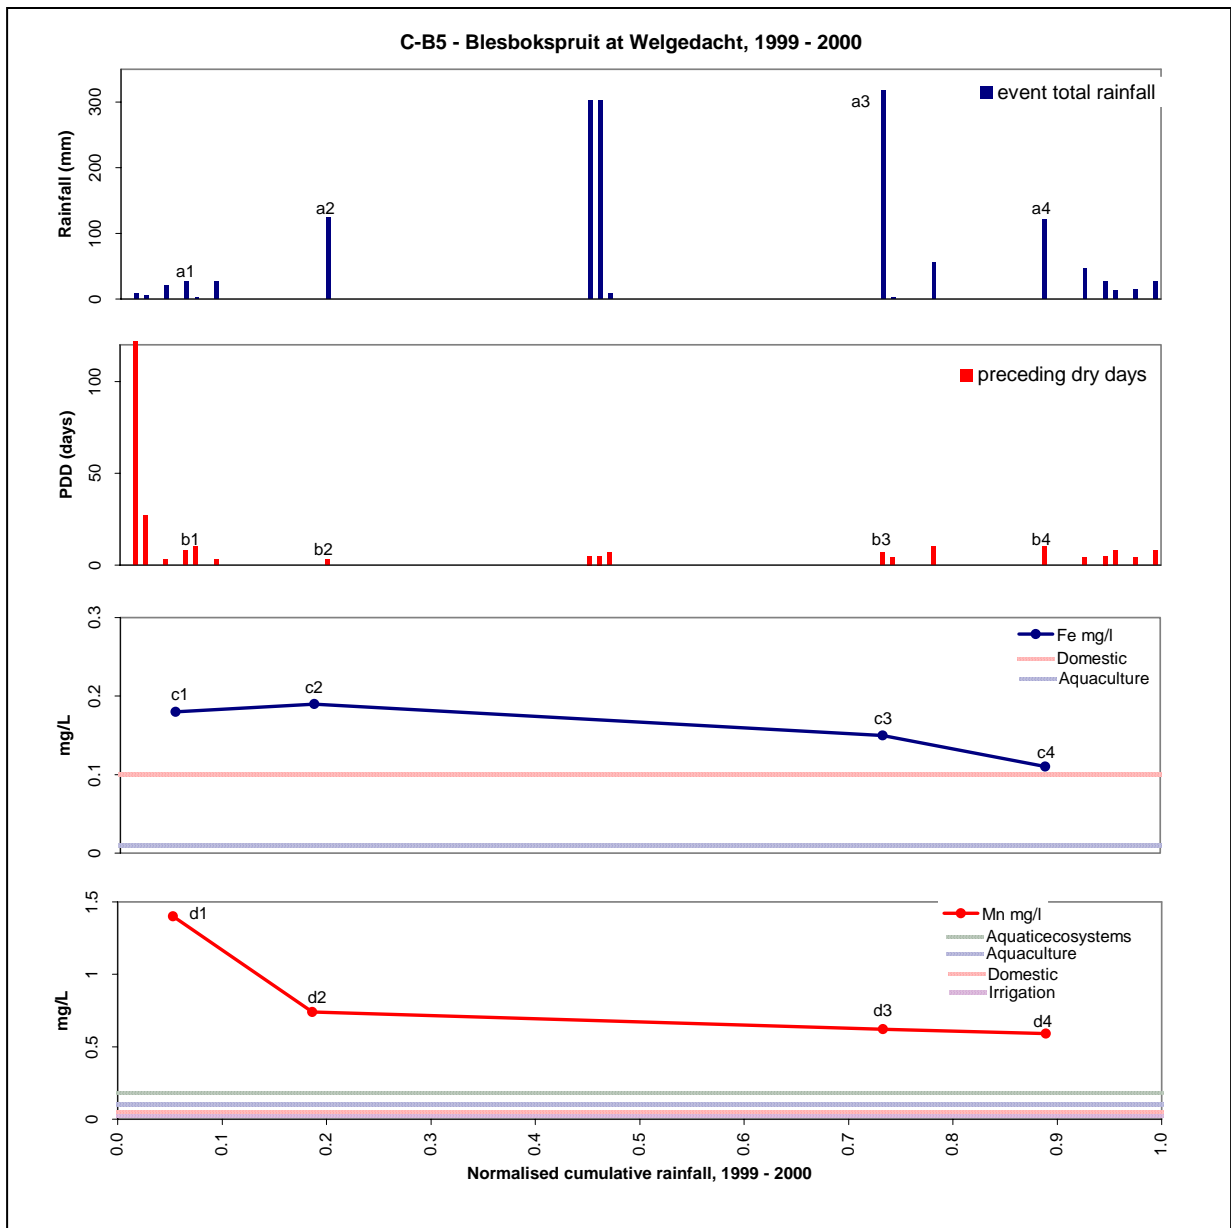 C-B5 - Blesbokspruit at Welgedacht, 1999 - 2000
event total rainfall
Rainfall (mm)
300
200
100
0
a1
a2
a3
a4
preceding dry days
PDD (days)
100
50
0
b1
b2
b3
b4
Fe mg/l
Domestic
Aquaculture
mg/L
0.3
0.2
0.1
0
c1
c2
c3
c4
Mn mg/l
Aquaticecosystems
Aquaculture
Domestic
Irrigation
mg/L
1.5
1
0.5
0
d1
d2
d3
d4
0.0 0.1 0.2 0.3 0.4 0.5 0.6 0.7 0.8 0.9 1.0
Normalised cumulative rainfall, 1999 - 2000